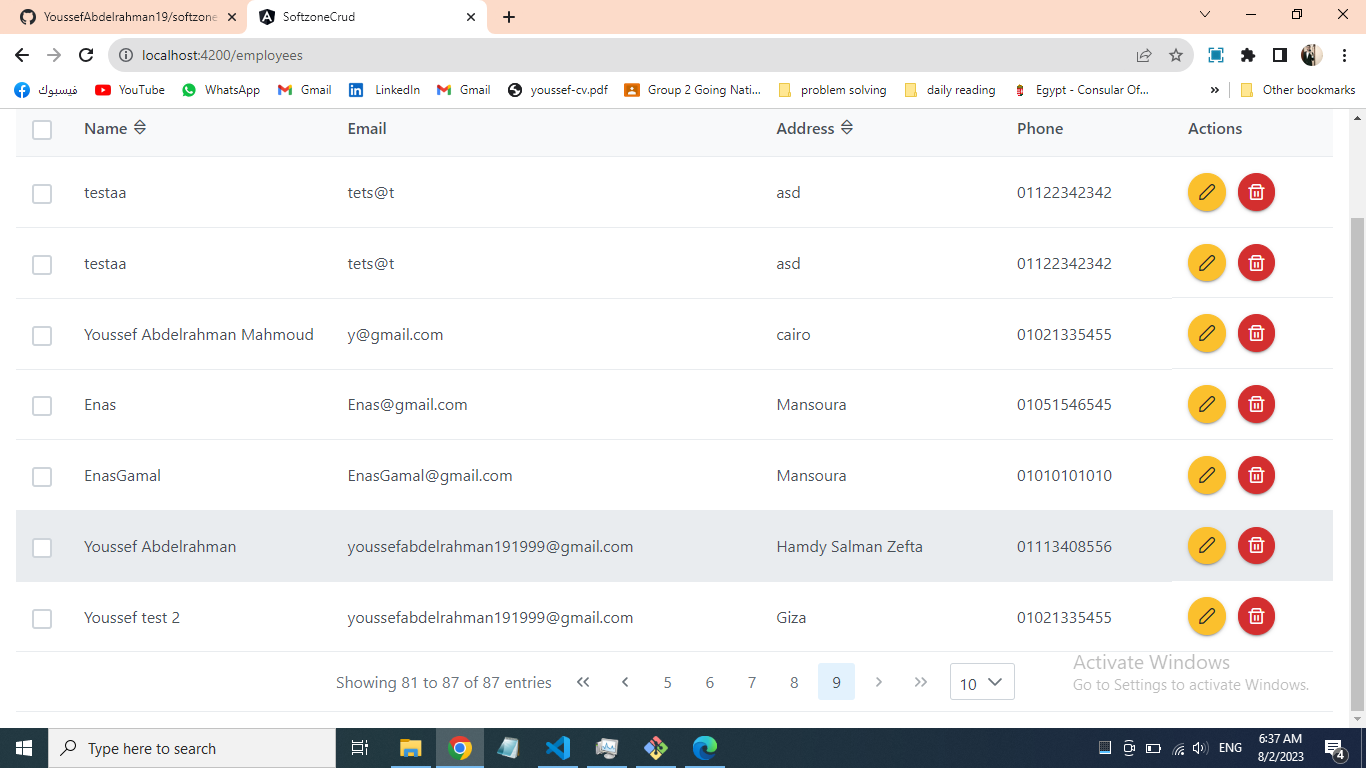 YoussefAbdelrahman19/softzone
SoftzoneCrud
localhost:4200/employees
فيسبوك YouTube WhatsApp Gmail LinkedIn Gmail youssef-cv.pdf Group 2 Going Nati... problem solving daily reading Egypt - Consular Of... » Other bookmarks
Name Email Address Phone Actions
testaa tets@t asd 01122342342
testaa tets@t asd 01122342342
Youssef Abdelrahman Mahmoud y@gmail.com cairo 01021335455
Enas Enas@gmail.com Mansoura 01051546545
EnasGamal EnasGamal@gmail.com Mansoura 01010101010
Youssef Abdelrahman youssefabdelrahman191999@gmail.com Hamdy Salman Zefta 01113408556
Youssef test 2 youssefabdelrahman191999@gmail.com Giza 01021335455
Showing 81 to 87 of 87 entries 5 6 7 8 9 10
Activate Windows
Go to Settings to activate Windows.
Type here to search
ENG
6:37 AM
8/2/2023
4